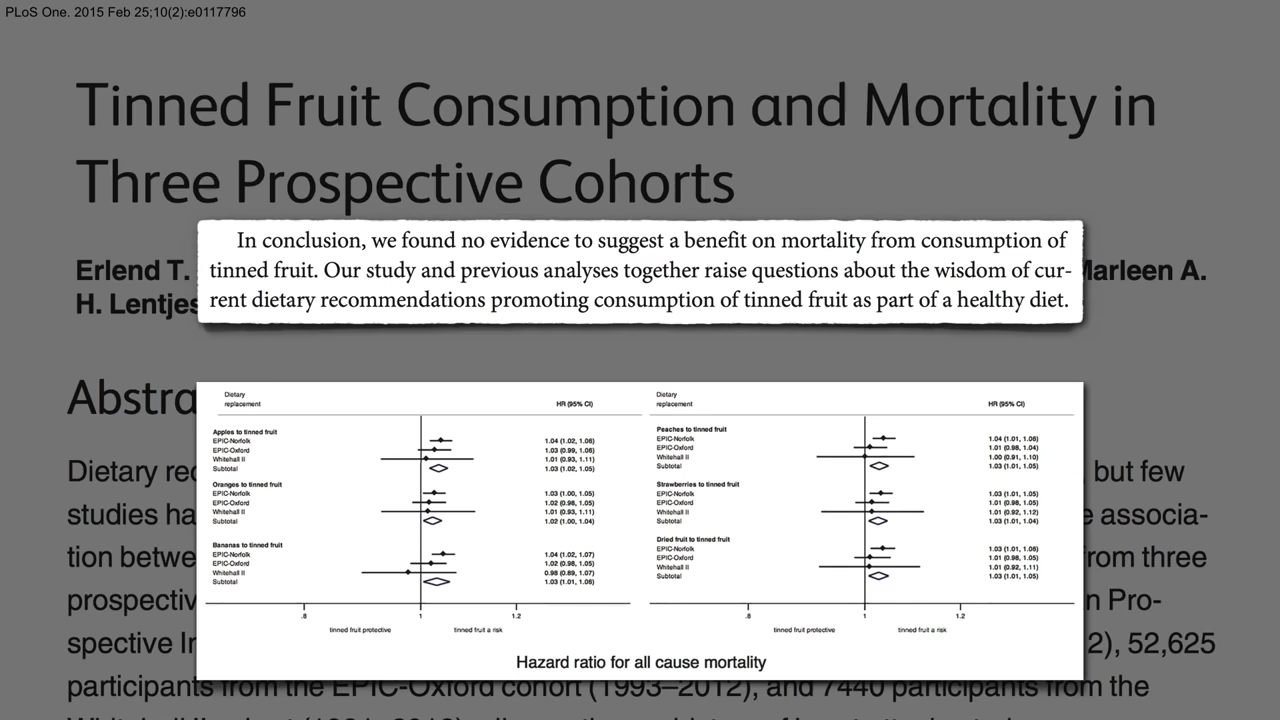 PLoS One. 2015 Feb 25;10(2):e0117796
Tinned Fruit Consumption and Mortality in
Three Prospective Cohorts
Erlend T.
Marleen A.
H. Lentjes
In conclusion, we found no evidence to suggest a benefit on mortality from consumption of
tinned fruit. Our study and previous analyses together raise questions about the wisdom of cur-
rent dietary recommendations promoting consumption of tinned fruit as part of a healthy diet.
Abstra
Dietary rec
but few
studies ha
e associa-
tion betwe
from three
prospectiv
n Pro-
spective In
2), 52,625
participants from the EPIC-Oxford cohort (1993–2012), and 7440 participants from the
Dietary
replacement
HR (95% CI)
Apples to tinned fruit
EPIC-Norfolk 1.04 (1.02, 1.06)
EPIC-Oxford 1.03 (0.99, 1.06)
Whitehall II 1.01 (0.93, 1.11)
Subtotal 1.03 (1.02, 1.05)
Oranges to tinned fruit
EPIC-Norfolk 1.03 (1.00, 1.05)
EPIC-Oxford 1.02 (0.98, 1.05)
Whitehall II 1.01 (0.93, 1.11)
Subtotal 1.02 (1.00, 1.04)
Bananas to tinned fruit
EPIC-Norfolk 1.04 (1.02, 1.07)
EPIC-Oxford 1.02 (0.98, 1.05)
Whitehall II 0.98 (0.89, 1.07)
Subtotal 1.03 (1.01, 1.06)
.8 1 1.2
tinned fruit protective tinned fruit a risk
Dietary
replacement
HR (95% CI)
Peaches to tinned fruit
EPIC-Norfolk 1.04 (1.01, 1.06)
EPIC-Oxford 1.01 (0.98, 1.04)
Whitehall II 1.00 (0.91, 1.10)
Subtotal 1.03 (1.01, 1.05)
Strawberries to tinned fruit
EPIC-Norfolk 1.03 (1.01, 1.05)
EPIC-Oxford 1.01 (0.98, 1.05)
Whitehall II 1.01 (0.92, 1.12)
Subtotal 1.03 (1.01, 1.04)
Dried fruit to tinned fruit
EPIC-Norfolk 1.03 (1.01, 1.06)
EPIC-Oxford 1.01 (0.98, 1.05)
Whitehall II 1.01 (0.92, 1.11)
Subtotal 1.03 (1.01, 1.05)
.8 1 1.2
tinned fruit protective tinned fruit a risk
Hazard ratio for all cause mortality